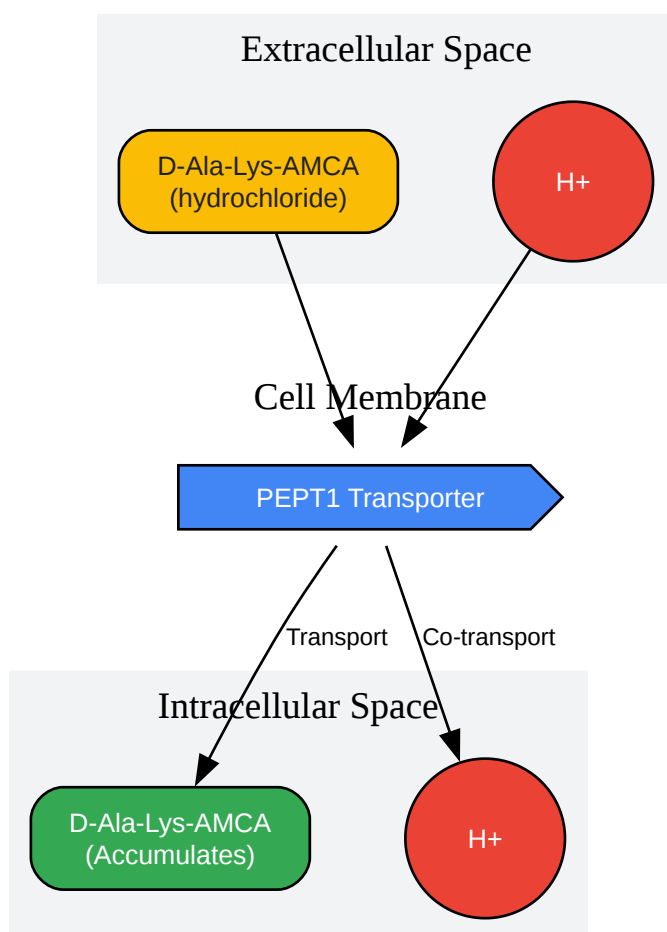 Extracellular Space
D-Ala-Lys-AMCA
(hydrochloride)
H+
Cell Membrane
PEPT1 Transporter
Transport
Co-transport
Intracellular Space
D-Ala-Lys-AMCA
(Accumulates)
H+